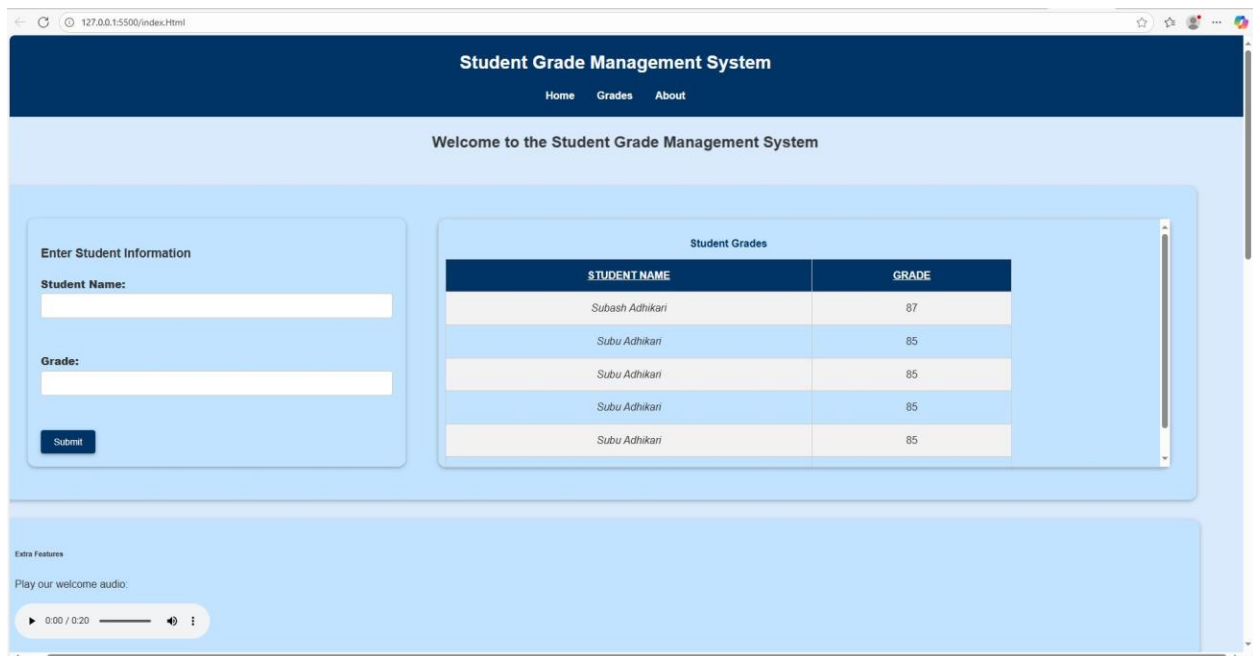 127.0.0.1:5500/index.Html
Student Grade Management System
Home Grades About
Welcome to the Student Grade Management System
Enter Student Information
Student Name:
Grade:
Submit
Student Grades
STUDENT NAME GRADE
Subash Adhikari 87
Subu Adhikari 85
Subu Adhikari 85
Subu Adhikari 85
Subu Adhikari 85
Extra Features
Play our welcome audio:
0:00 / 0:20